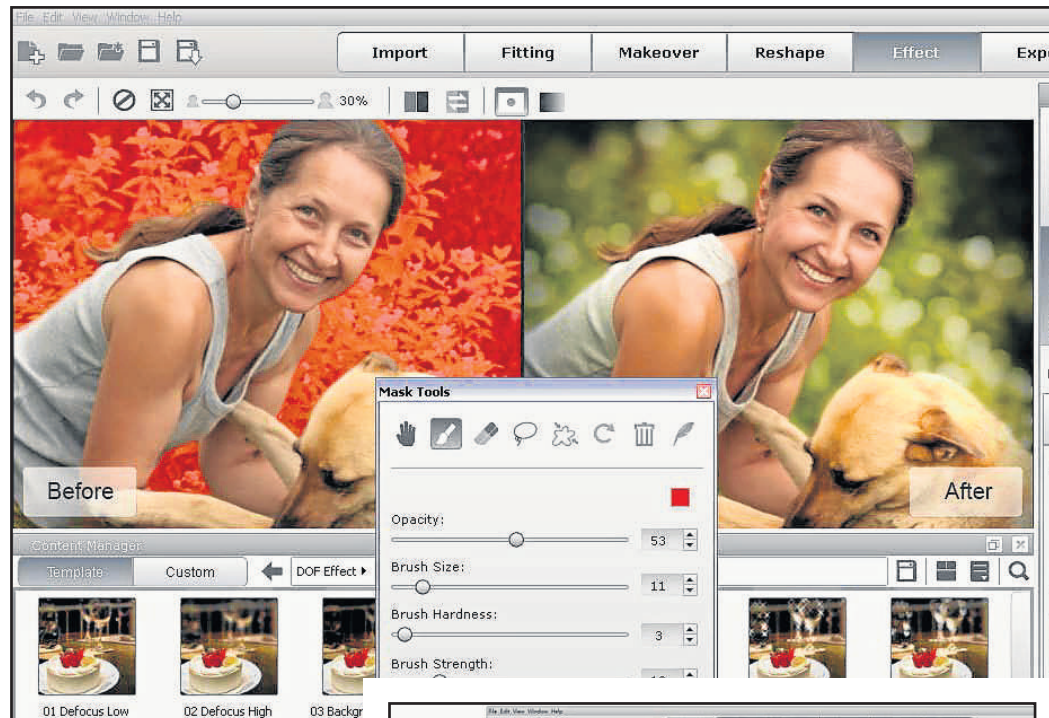 File Edit View Window Help
Import Fitting Makeover Reshape Effect Exp
30%
Before
After
Mask Tools
Opacity:
53
Brush Size:
11
Brush Hardness:
3
Brush Strength:
Content Manager
Template Custom DOF Effect
01 Defocus Low 02 Defocus High 03 Backgr
File Edit View Window Help